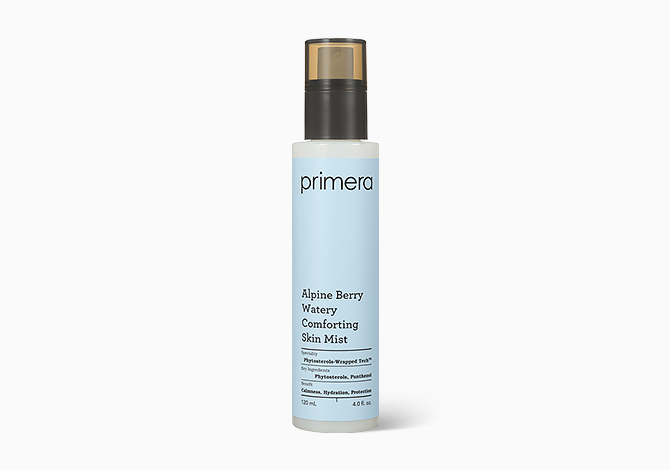 primera
Alpine Berry
Watery
Comforting
Skin Mist
Speciality
Phytosterols-Wrapped Tech™
Key Ingredients
Phytosterols, Panthenol
Benefit
Calmness, Hydration, Protection
120 mL 4.0 fl. oz.